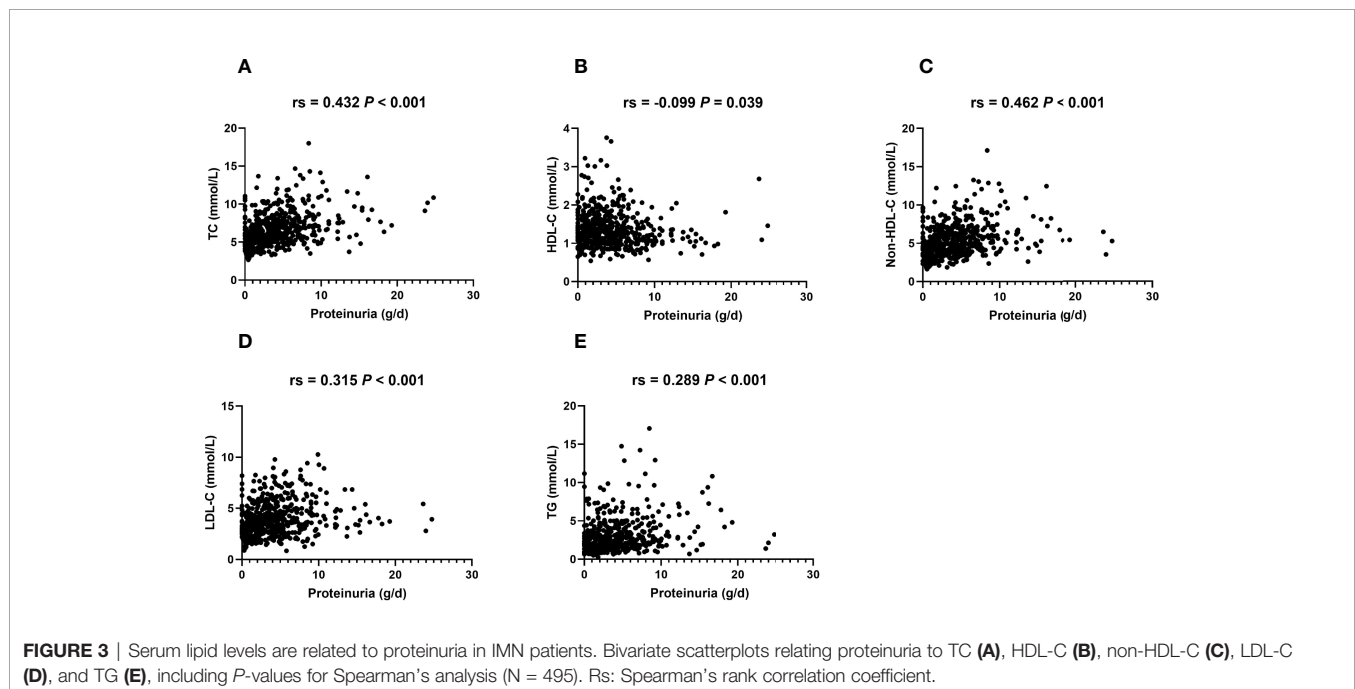 A
rs = 0.432 P < 0.001
TC (mmol/L)
20
15
10
5
0
0 10 20 30
Proteinuria (g/d)
B
rs = -0.099 P = 0.039
HDL-C (mmol/L)
4
3
2
1
0
0 10 20 30
Proteinuria (g/d)
C
rs = 0.462 P < 0.001
Non-HDL-C (mmol/L)
20
15
10
5
0
0 10 20 30
Proteinuria (g/d)
D
rs = 0.315 P < 0.001
LDL-C (mmol/L)
15
10
5
0
0 10 20 30
Proteinuria (g/d)
E
rs = 0.289 P < 0.001
TG (mmol/L)
20
15
10
5
0
0 10 20 30
Proteinuria (g/d)
FIGURE 3 | Serum lipid levels are related to proteinuria in IMN patients. Bivariate scatterplots relating proteinuria to TC (A), HDL-C (B), non-HDL-C (C), LDL-C
(D), and TG (E), including P-values for Spearman's analysis (N = 495). Rs: Spearman's rank correlation coefficient.